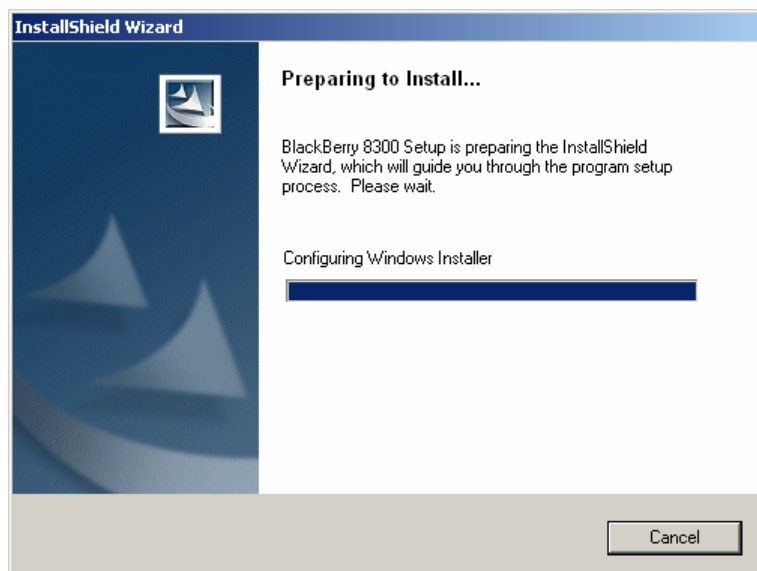 InstallShield Wizard
Preparing to Install...
BlackBerry 8300 Setup is preparing the InstallShield
Wizard, which will guide you through the program setup
process.  Please wait.
Configuring Windows Installer
Cancel